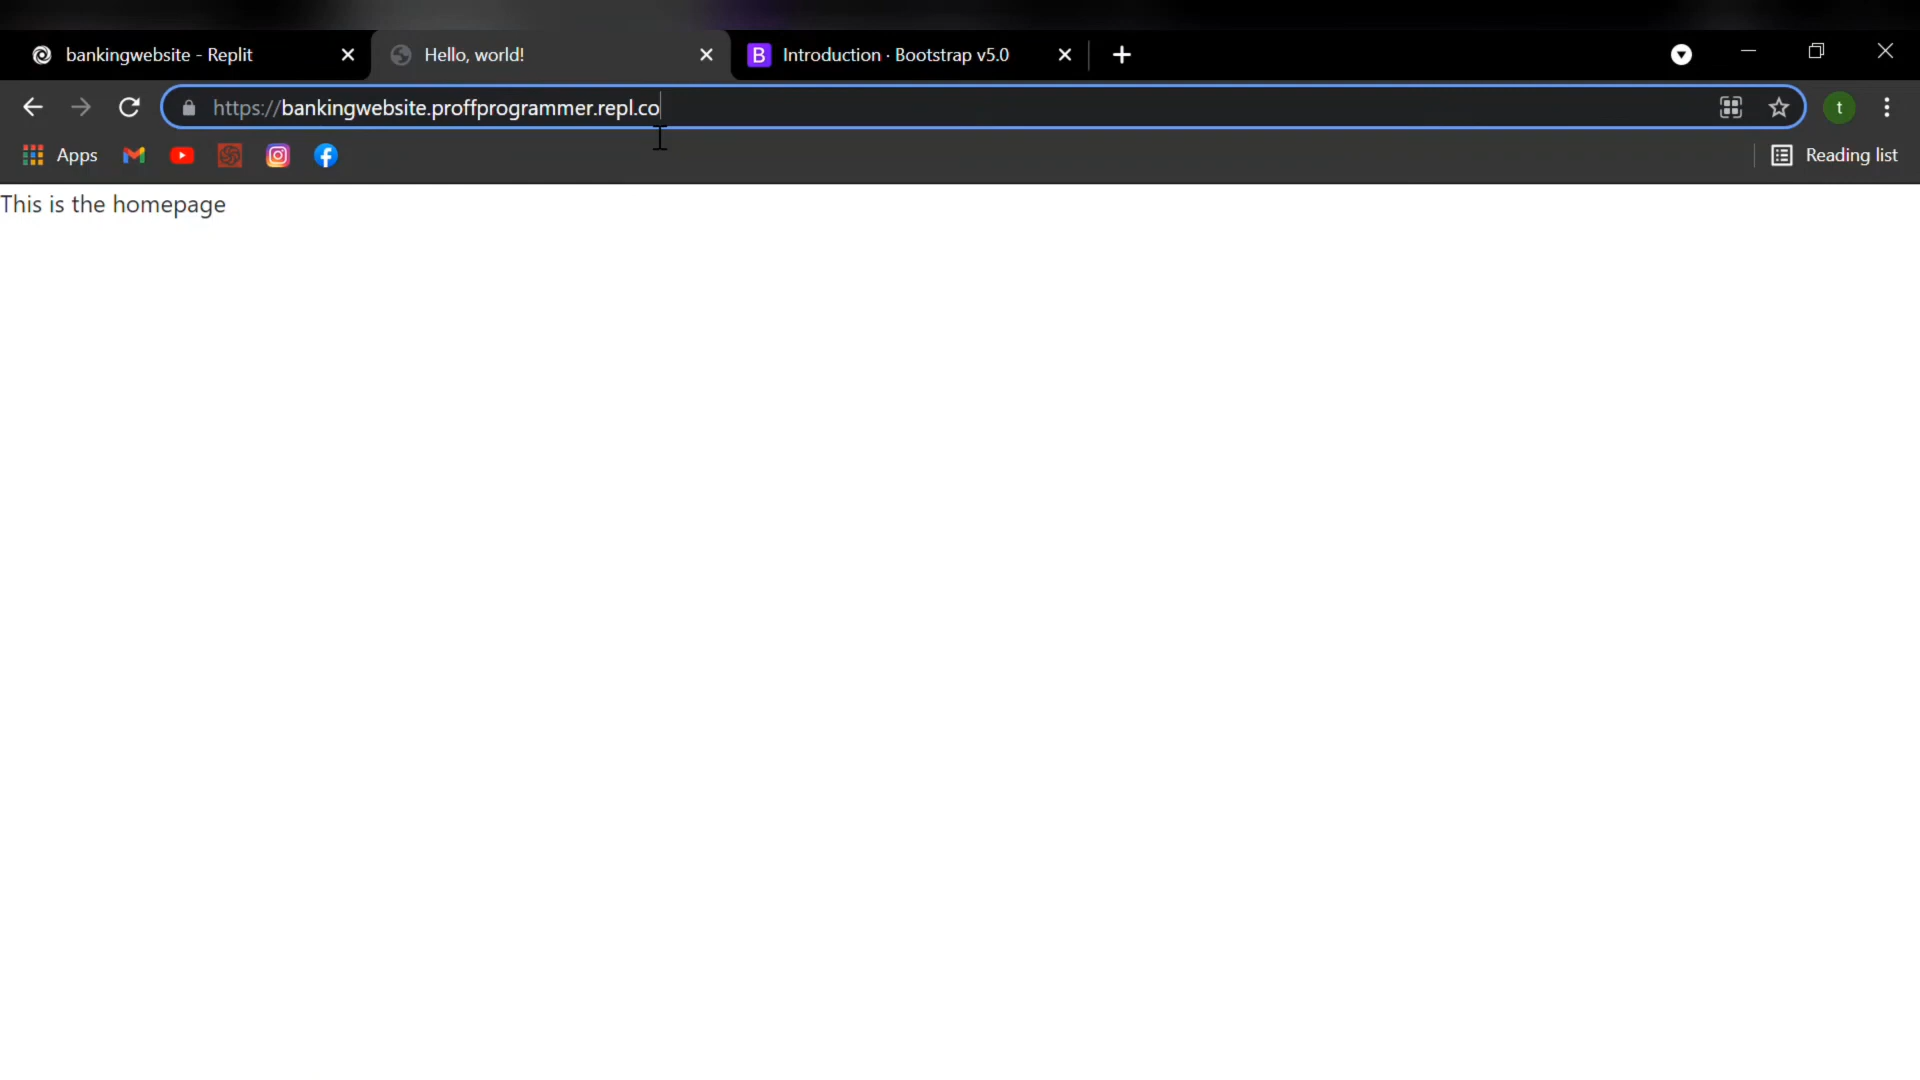 bankingwebsite - Replit
Hello, world!
B Introduction · Bootstrap v5.0
https://bankingwebsite.proffprogrammer.repl.co
t
Apps
Reading list
This is the homepage